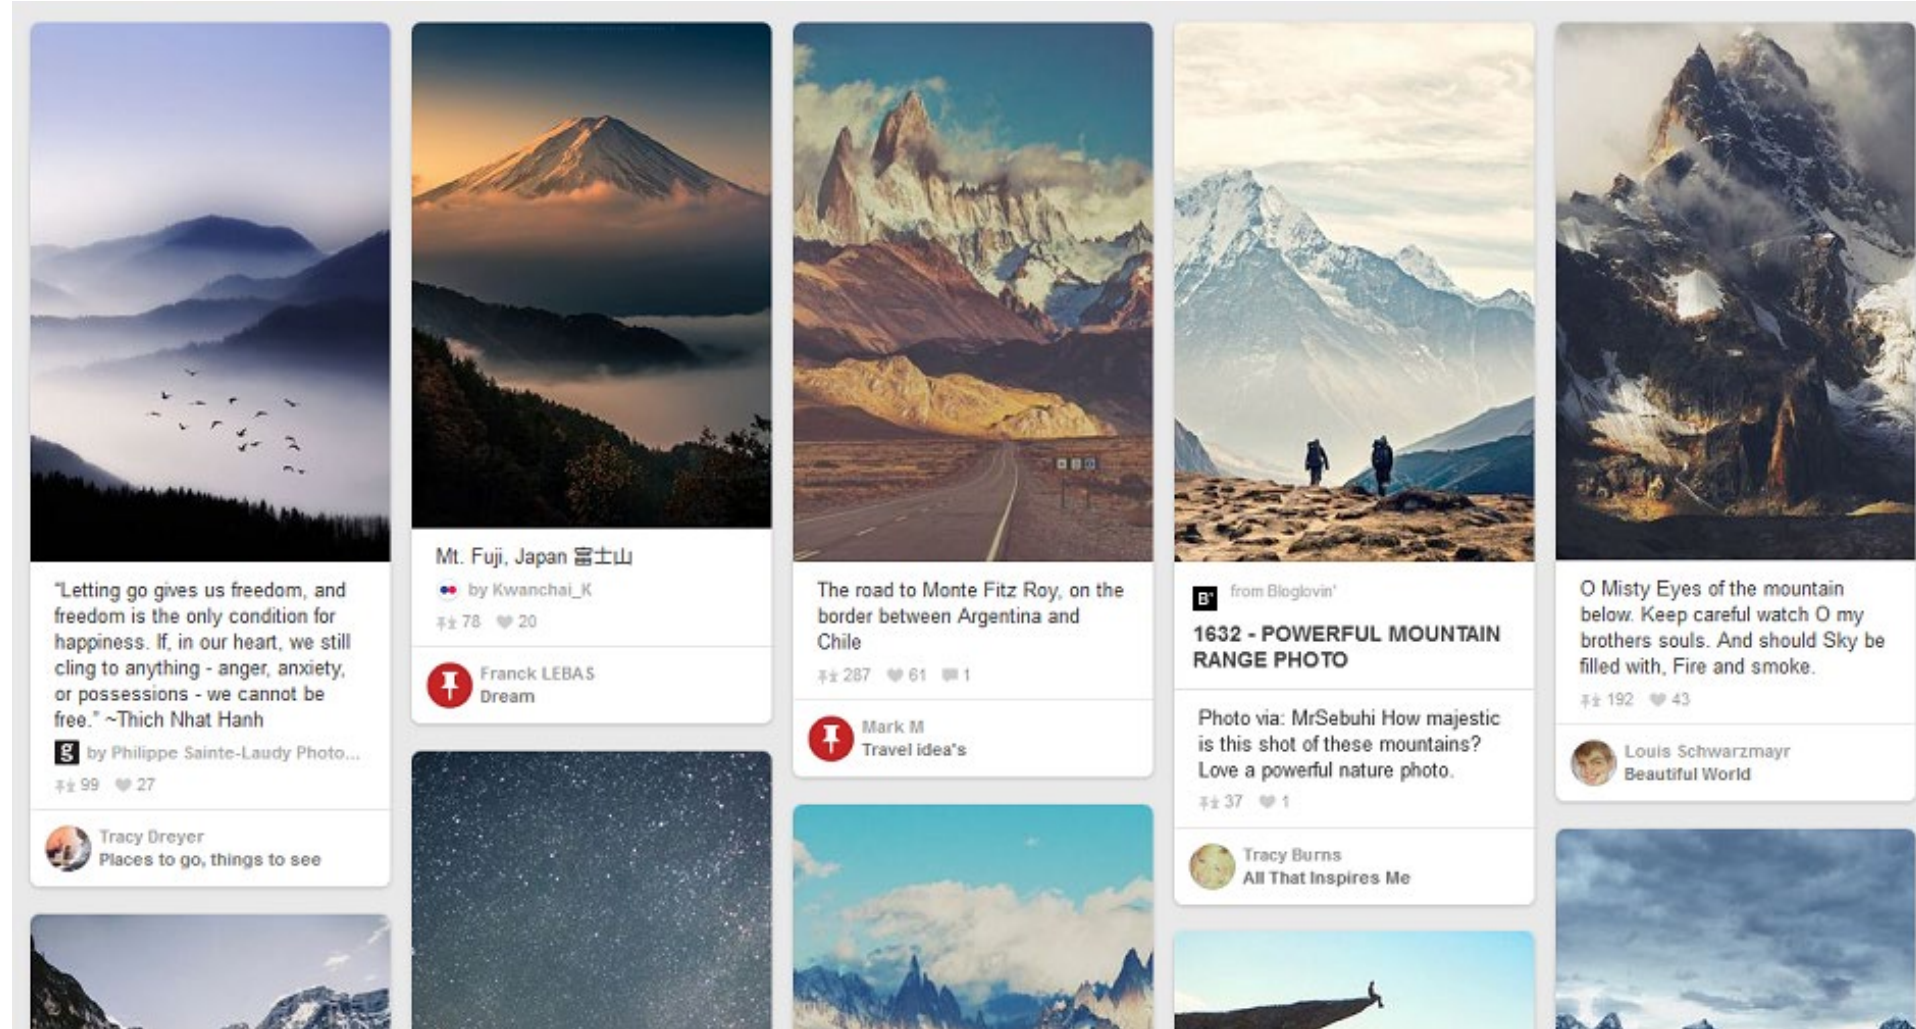 “Letting go gives us freedom, and
freedom is the only condition for
happiness. If, in our heart, we still
cling to anything - anger, anxiety,
or possessions - we cannot be
free.” ~Thich Nhat Hanh
g by Philippe Sainte-Laudy Photo...
99 27
Tracy Dreyer
Places to go, things to see
Mt. Fuji, Japan 富士山
by Kwanchai_K
78 20
Franck LEBAS
Dream
The road to Monte Fitz Roy, on the
border between Argentina and
Chile
287 61 1
Mark M
Travel idea's
B" from Bloglovin'
1632 - POWERFUL MOUNTAIN
RANGE PHOTO
Photo via: MrSebuhi How majestic
is this shot of these mountains?
Love a powerful nature photo.
37 1
Tracy Burns
All That Inspires Me
O Misty Eyes of the mountain
below. Keep careful watch O my
brothers souls. And should Sky be
filled with, Fire and smoke.
192 43
Louis Schwarzmayr
Beautiful World